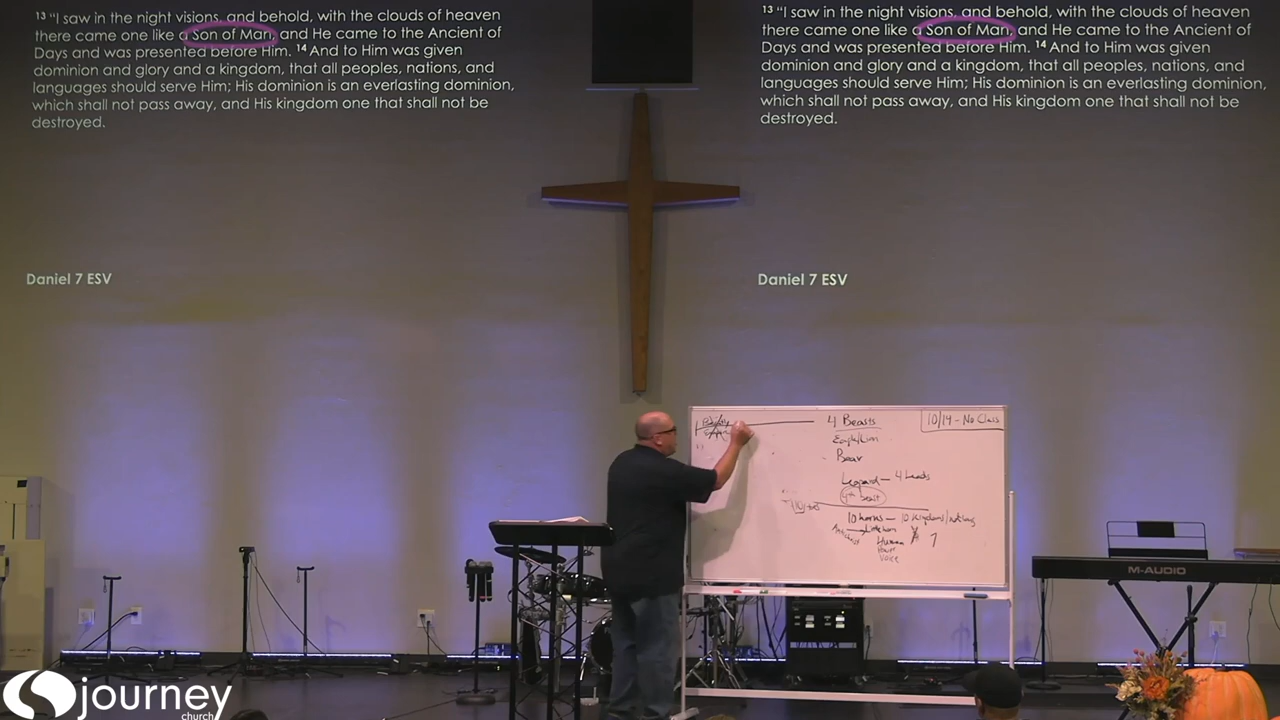 13 “I saw in the night visions, and behold, with the clouds of heaven
there came one like a Son of Man, and He came to the Ancient of
Days and was presented before Him. 14 And to Him was given
dominion and glory and a kingdom, that all peoples, nations, and
languages should serve Him; His dominion is an everlasting dominion,
which shall not pass away, and His kingdom one that shall not be
destroyed.
Daniel 7 ESV
13 “I saw in the night visions, and behold, with the clouds of heaven
there came one like a Son of Man, and He came to the Ancient of
Days and was presented before Him. 14 And to Him was given
dominion and glory and a kingdom, that all peoples, nations, and
languages should serve Him; His dominion is an everlasting dominion,
which shall not pass away, and His kingdom one that shall not be
destroyed.
Daniel 7 ESV
4 Beasts
10/14 - No Class
Eagle/Lion
Bear
Leopard - 4 heads
4th beast
10 toes
10 horns - 10 kingdoms/nations
Antichrist Little horn
Human
Power
Voice
M-AUDIO
journey
church